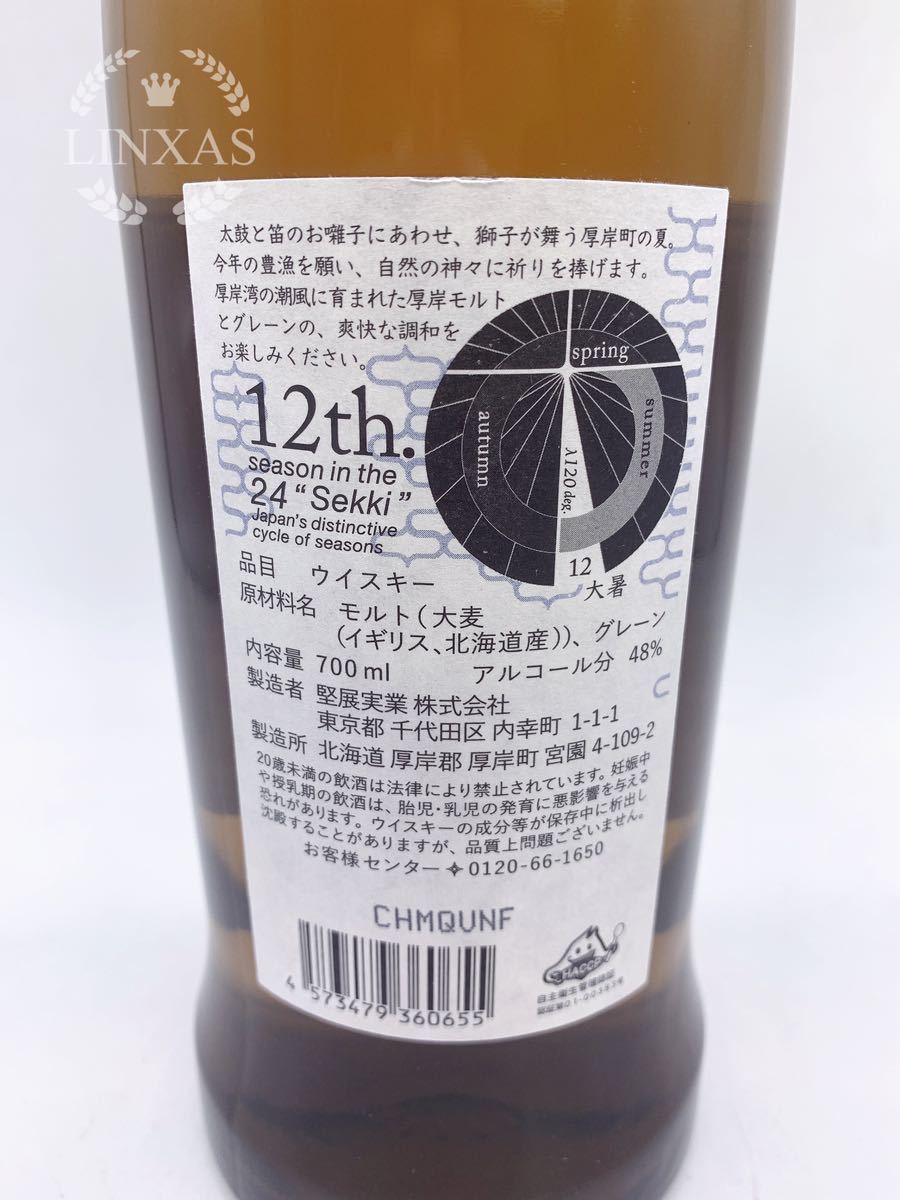 LINXAS
太鼓と笛のお囃子にあわせ、獅子が舞う厚岸町の夏。
今年の豊漁を願い、自然の神々に祈りを捧げます。
厚岸湾の潮風に育まれた厚岸モルト
とグレーンの、爽快な調和を
お楽しみください。
spring
summer
autumn
λ120 deg.
12
大暑
12th.
season in the
24 “Sekki”
Japan's distinctive
cycle of seasons
品目 ウイスキー
原材料名 モルト(大麦
(イギリス、北海道産))、グレーン
内容量 700 ml アルコール分 48%
製造者 堅展実業 株式会社
東京都 千代田区 内幸町 1-1-1
製造所 北海道 厚岸郡 厚岸町 宮園 4-109-2
20歳未満の飲酒は法律により禁止されています。妊娠中
や授乳期の飲酒は、胎児・乳児の発育に悪影響を与える
恐れがあります。ウイスキーの成分等が保存中に析出し
沈殿することがありますが、品質上問題ございません。
お客様センター 0120-66-1650
CHMQVNF
4 573479 360655
HACCP
自主衛生管理認証